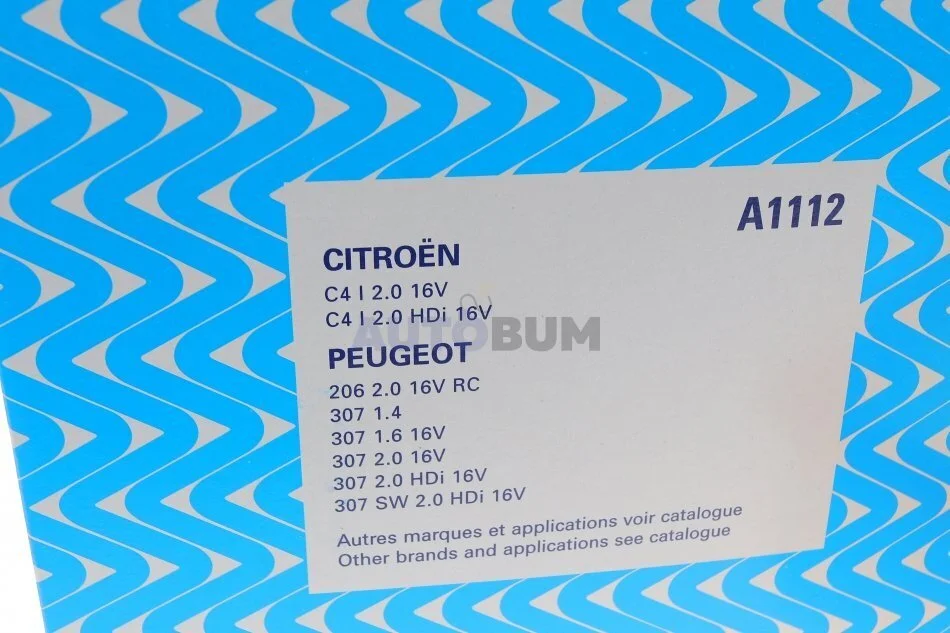 A1112
CITROËN
C4 I 2.0 16V
C4 I 2.0 HDi 16V
AUTOBUM
PEUGEOT
206 2.0 16V RC
307 1.4
307 1.6 16V
307 2.0 16V
307 2.0 HDi 16V
307 SW 2.0 HDi 16V
Autres marques et applications voir catalogue
Other brands and applications see catalogue